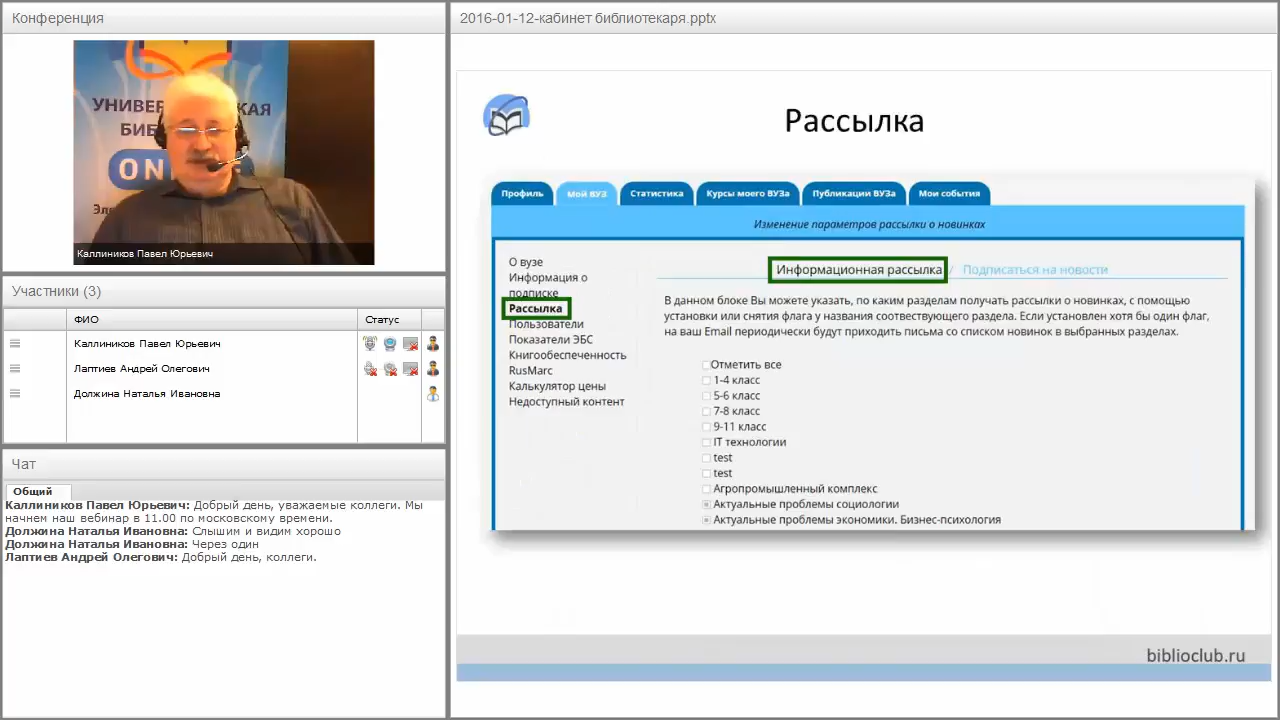 Конференция
УНИВЕРСИТЕТСКАЯ
Каллиников Павел Юрьевич
Участники (3)
ФИО
Статус
Каллиников Павел Юрьевич
Лаптиев Андрей Олегович
Должина Наталья Ивановна
Чат
Общий
Каллиников Павел Юрьевич: Добрый день, уважаемые коллеги. Мы
начнем наш вебинар в 11.00 по московскому времени.
Должина Наталья Ивановна: Слышим и видим хорошо
Должина Наталья Ивановна: Через один
Лаптиев Андрей Олегович: Добрый день, коллеги.
2016-01-12-кабинет библиотекаря.pptx
Рассылка
Профиль
Мой ВУЗ
Статистика
Курсы моего ВУЗа
Публикации ВУЗа
Мои события
Изменение параметров рассылки о новинках
О вузе
Информация о
подписке
Рассылка
Пользователи
Показатели ЭБС
Книгообеспеченность
RusMarc
Калькулятор цены
Недоступный контент
Информационная рассылка / Подписаться на новости
В данном блоке Вы можете указать, по каким разделам получать рассылки о новинках, с помощью
установки или снятия флага у названия соотвествующего раздела. Если установлен хотя бы один флаг,
на ваш Email периодически будут приходить письма со списком новинок в выбранных разделах.
Отметить все
1-4 класс
5-6 класс
7-8 класс
9-11 класс
IT технологии
test
test
Агропромышленный комплекс
Актуальные проблемы социологии
Актуальные проблемы экономики. Бизнес-психология
biblioclub.ru